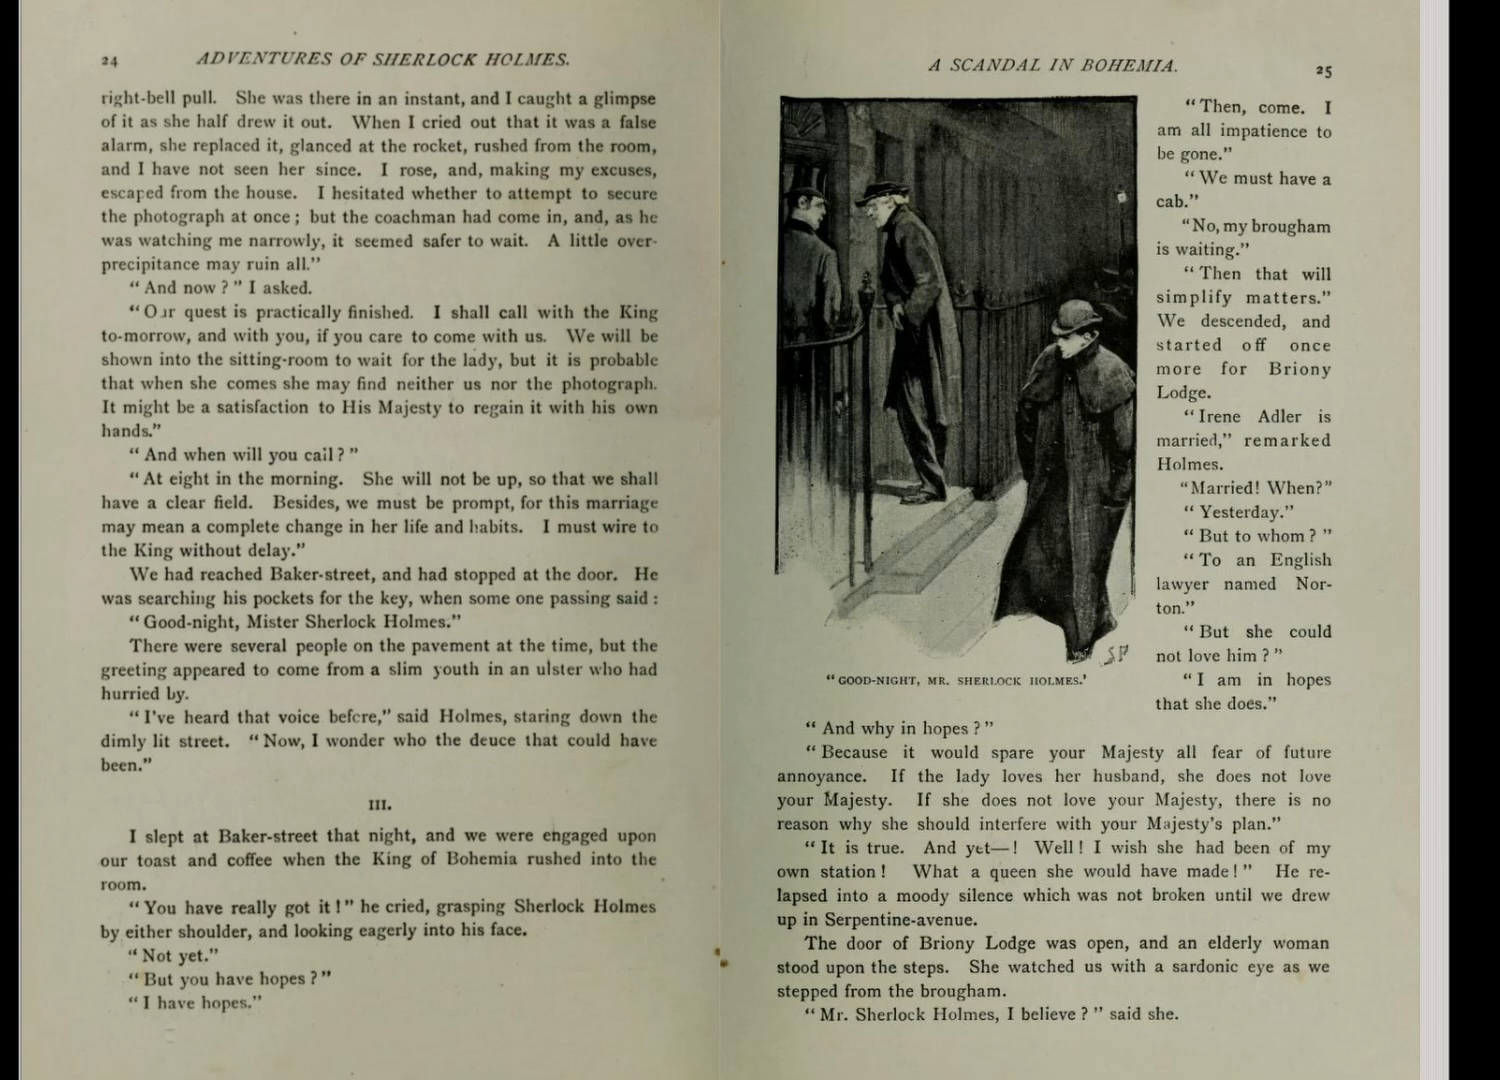 24
ADVENTURES OF SHERLOCK HOLMES.
right-bell pull. She was there in an instant, and I caught a glimpse
of it as she half drew it out. When I cried out that it was a false
alarm, she replaced it, glanced at the rocket, rushed from the room,
and I have not seen her since. I rose, and, making my excuses,
escaped from the house. I hesitated whether to attempt to secure
the photograph at once; but the coachman had come in, and, as he
was watching me narrowly, it seemed safer to wait. A little over-
precipitance may ruin all."
"And now?" I asked.
"Our quest is practically finished. I shall call with the King
to-morrow, and with you, if you care to come with us. We will be
shown into the sitting-room to wait for the lady, but it is probable
that when she comes she may find neither us nor the photograph.
It might be a satisfaction to His Majesty to regain it with his own
hands."
"And when will you call?"
"At eight in the morning. She will not be up, so that we shall
have a clear field. Besides, we must be prompt, for this marriage
may mean a complete change in her life and habits. I must wire to
the King without delay."
We had reached Baker-street, and had stopped at the door. He
was searching his pockets for the key, when some one passing said:
"Good-night, Mister Sherlock Holmes."
There were several people on the pavement at the time, but the
greeting appeared to come from a slim youth in an ulster who had
hurried by.
"I've heard that voice before," said Holmes, staring down the
dimly lit street. "Now, I wonder who the deuce that could have
been."
III.
I slept at Baker-street that night, and we were engaged upon
our toast and coffee when the King of Bohemia rushed into the
room.
"You have really got it!" he cried, grasping Sherlock Holmes
by either shoulder, and looking eagerly into his face.
"Not yet."
"But you have hopes?"
"I have hopes."
A SCANDAL IN BOHEMIA.
25
"Then, come. I
am all impatience to
be gone."
"We must have a
cab."
"No, my brougham
is waiting."
"Then that will
simplify matters."
We descended, and
started off once
more for Briony
Lodge.
"Irene Adler is
married," remarked
Holmes.
"Married! When?"
"Yesterday."
"But to whom?"
"To an English
lawyer named Nor-
ton."
"But she could
not love him?"
"I am in hopes
that she does."
SP
"GOOD-NIGHT, MR. SHERLOCK HOLMES.'
"And why in hopes?"
"Because it would spare your Majesty all fear of future
annoyance. If the lady loves her husband, she does not love
your Majesty. If she does not love your Majesty, there is no
reason why she should interfere with your Majesty's plan."
"It is true. And yet—! Well! I wish she had been of my
own station! What a queen she would have made!" He re-
lapsed into a moody silence which was not broken until we drew
up in Serpentine-avenue.
The door of Briony Lodge was open, and an elderly woman
stood upon the steps. She watched us with a sardonic eye as we
stepped from the brougham.
"Mr. Sherlock Holmes, I believe?" said she.